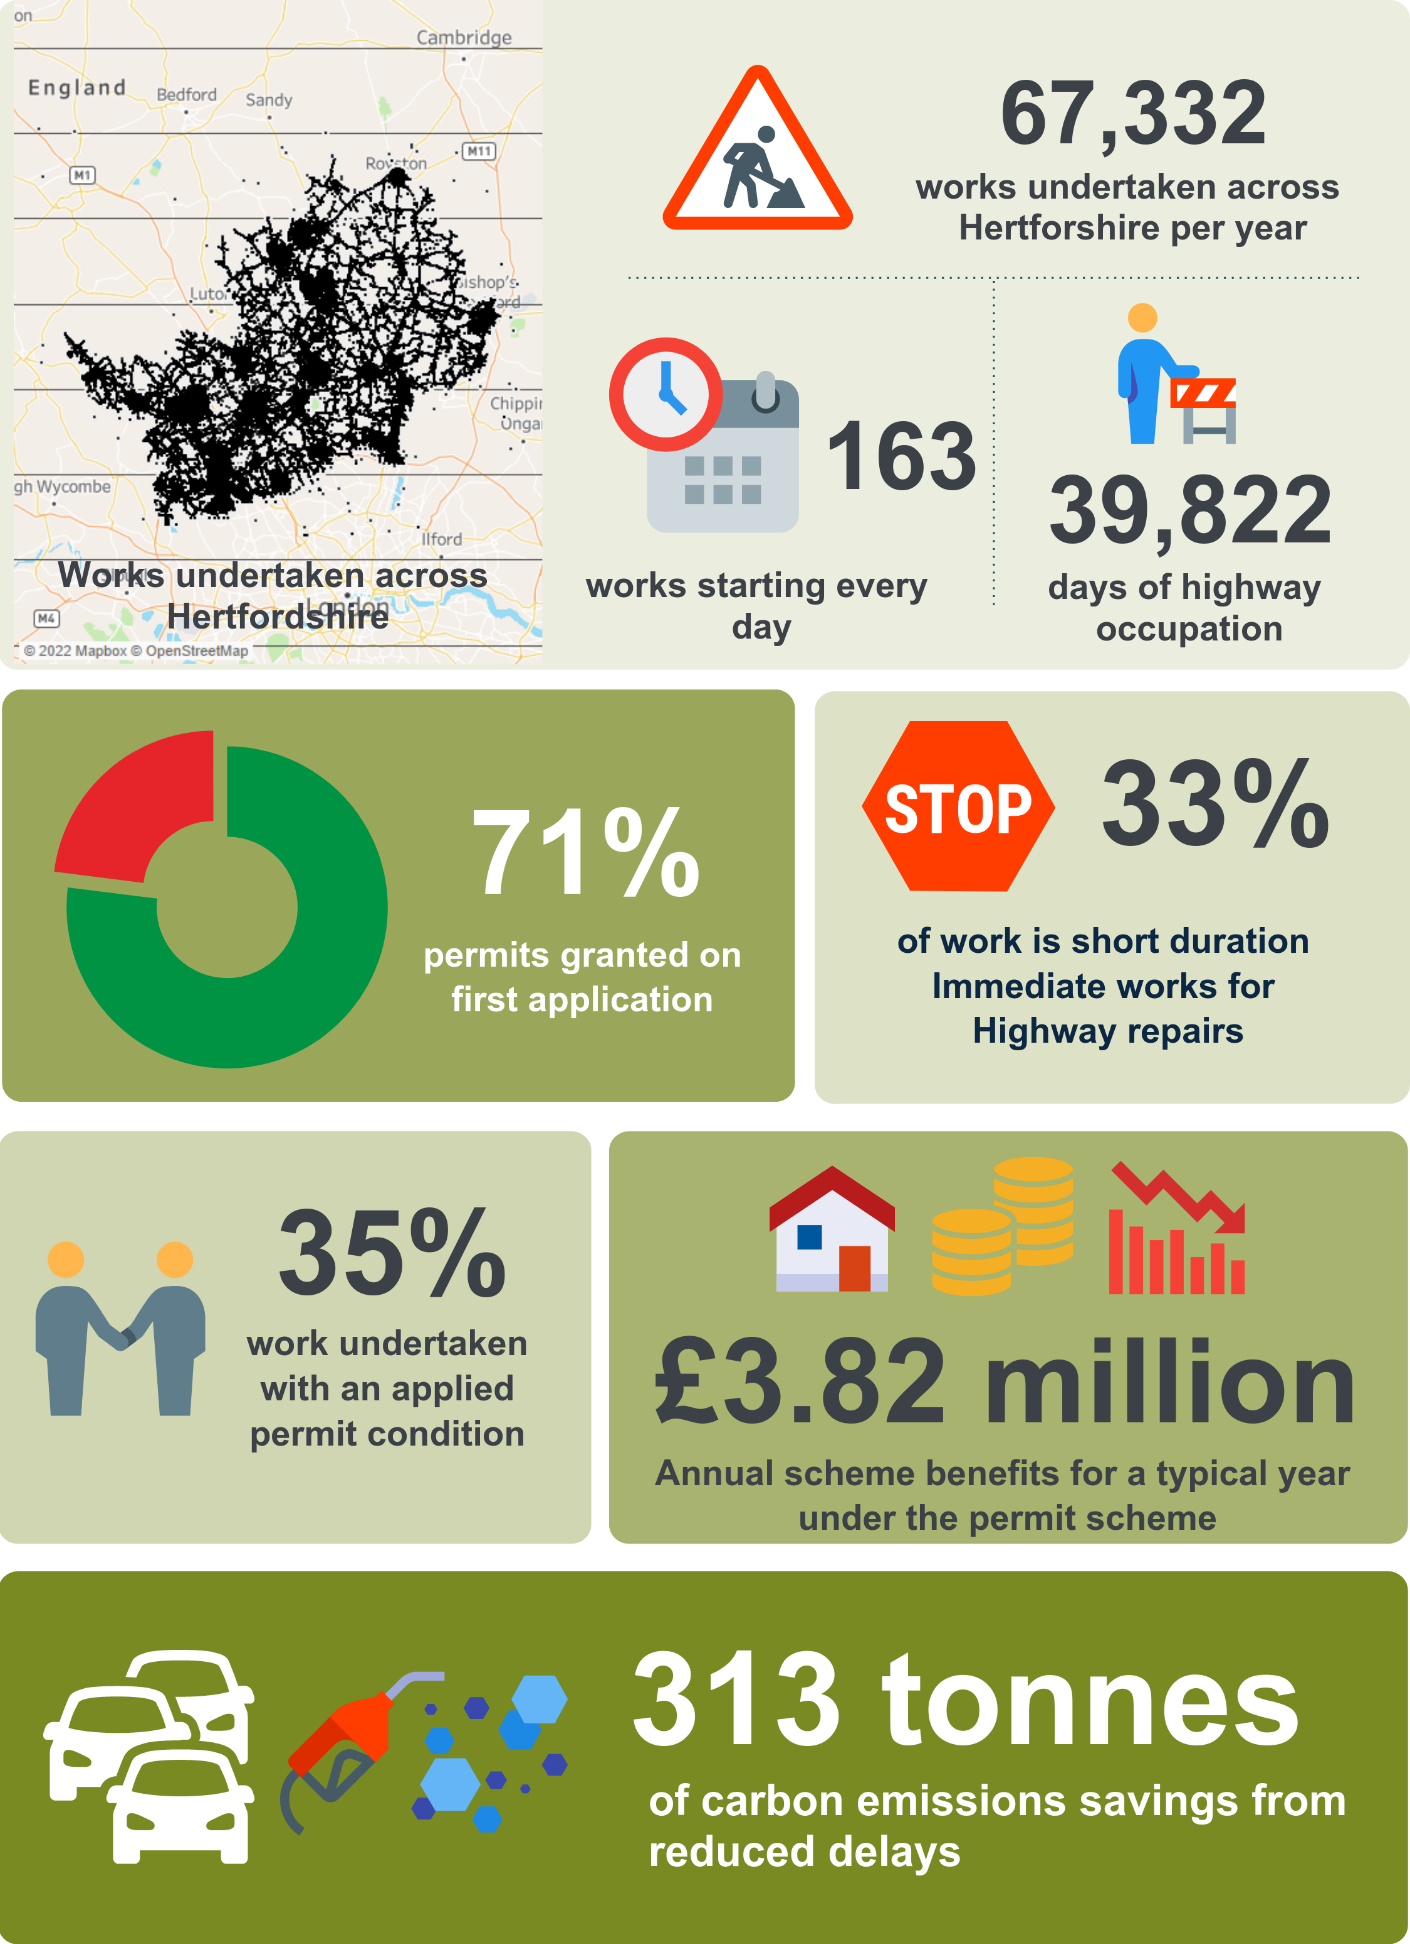 on
Cambridge
England
Bedford
Sandy
M11
Royston
M1
Luton
Bishop's
Chippin
Onga
gh Wycombe
Ilford
Works undertaken across
London
Hertfordshire
M4
© 2022 Mapbox © OpenStreetMap
67,332
works undertaken across
Hertforshire per year
163
works starting every
day
39,822
days of highway
occupation
71%
permits granted on
first application
STOP
33%
of work is short duration
Immediate works for
Highway repairs
35%
work undertaken
with an applied
permit condition
£3.82 million
Annual scheme benefits for a typical year
under the permit scheme
313 tonnes
of carbon emissions savings from
reduced delays